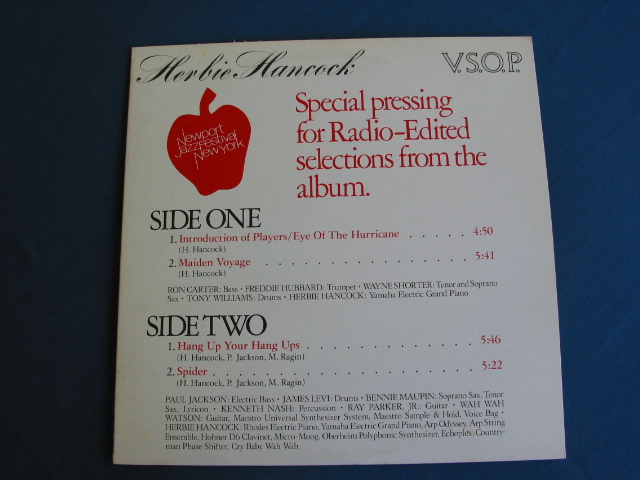 Herbie Hancock
V.S.O.P.
Newport
Jazz Festival
New York
Special pressing
for Radio-Edited
selections from the
album.
SIDE ONE
1. Introduction of Players/Eye Of The Hurricane . . . . . 4:50
(H. Hancock)
2. Maiden Voyage . . . . . . . . . . . . . . . . 5:41
(H. Hancock)
RON CARTER: Bass • FREDDIE HUBBARD: Trumpet • WAYNE SHORTER: Tenor and Soprano
Sax • TONY WILLIAMS: Drums • HERBIE HANCOCK: Yamaha Electric Grand Piano
SIDE TWO
1. Hang Up Your Hang Ups . . . . . . . . . . . . . 5:46
(H. Hancock, P. Jackson, M. Ragin)
2. Spider . . . . . . . . . . . . . . . . . . . . 5:22
(H. Hancock, P. Jackson, M. Ragin)
PAUL JACKSON: Electric Bass • JAMES LEVI: Drums • BENNIE MAUPIN: Soprano Sax, Tenor
Sax, Lyricon • KENNETH NASH: Percussion • RAY PARKER, JR.: Guitar • WAH WAH
WATSON: Guitar, Maestro Universal Synthesizer System, Maestro Sample & Hold, Voice Bag •
HERBIE HANCOCK: Rhodes Electric Piano, Yamaha Electric Grand Piano, Arp Odyssey, Arp String
Ensemble, Hohner D6 Clavinet, Micro-Moog, Oberheim Polyphonic Synthesizer, Echoplex, Country-
man Phase Shifter, Cry Baby Wah Wah